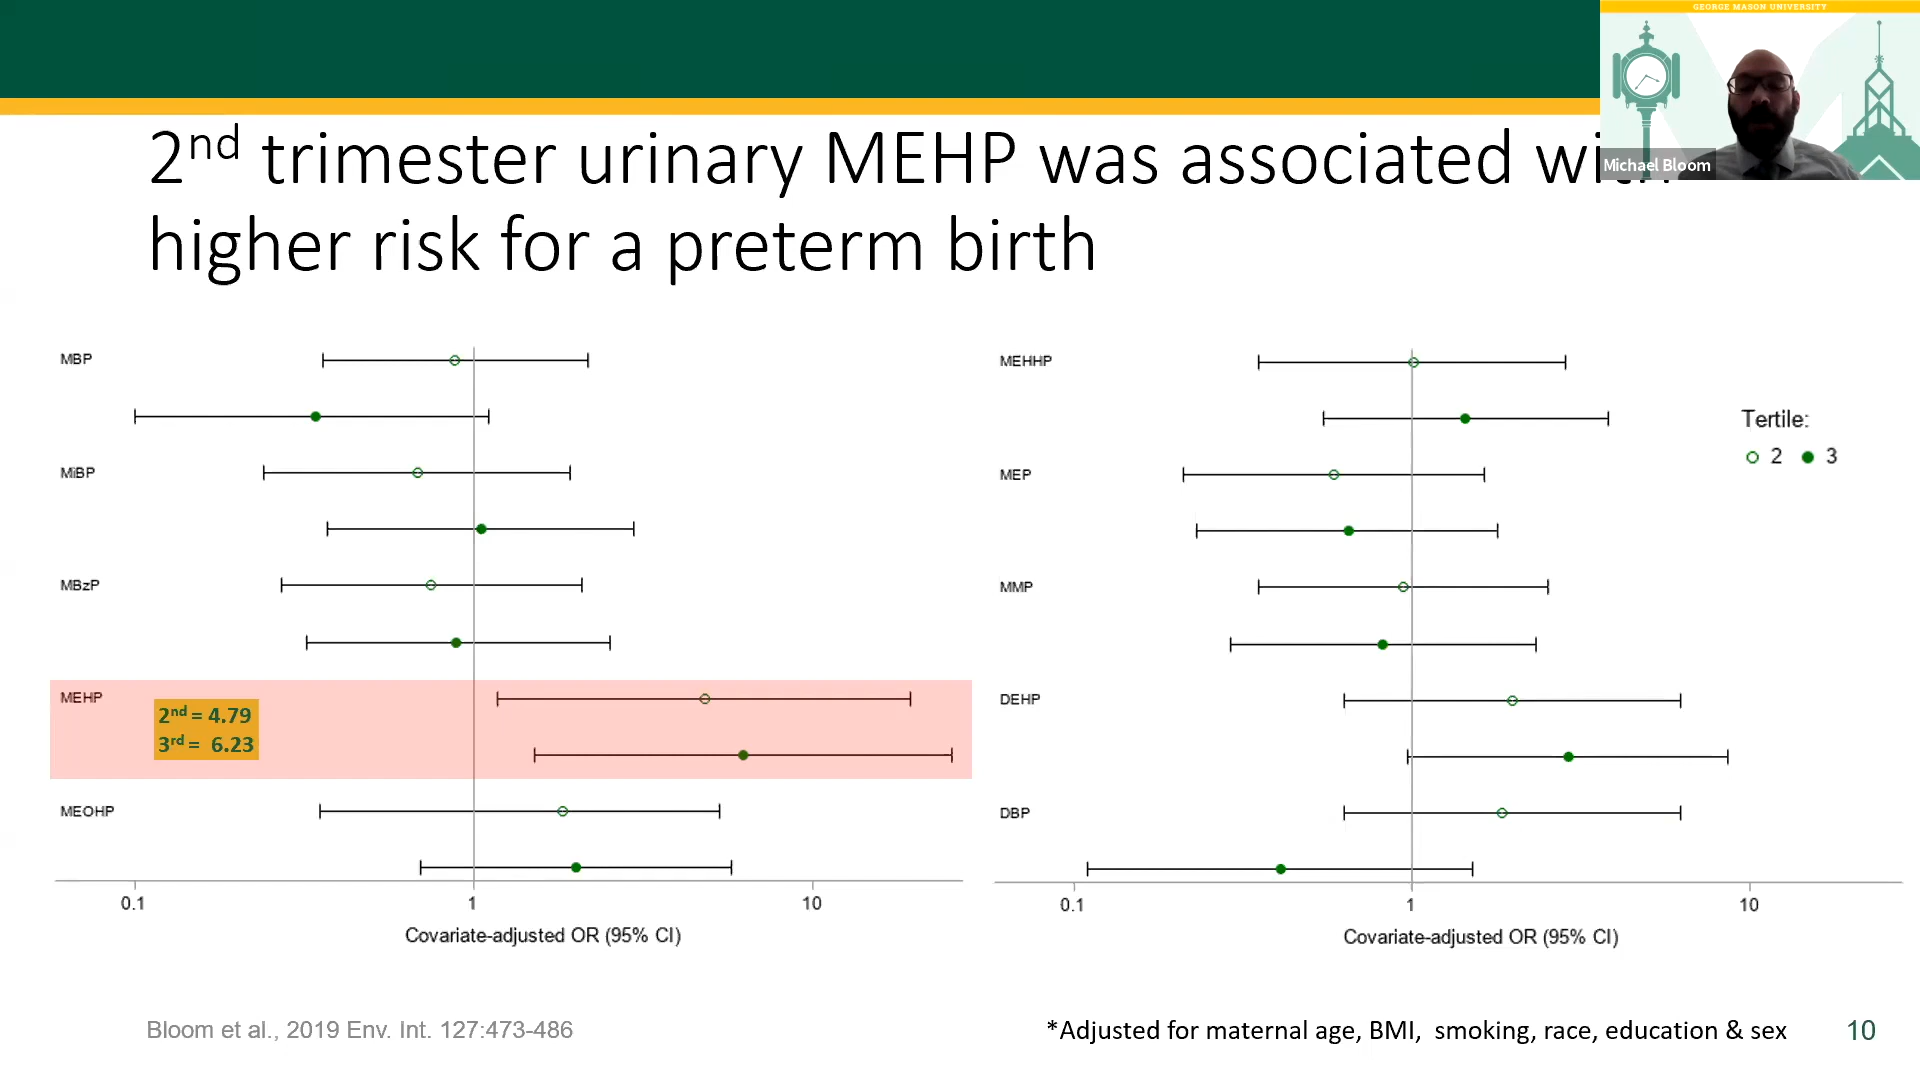 GEORGE MASON UNIVERSITY
Michael Bloom
2nd trimester urinary MEHP was associated with
higher risk for a preterm birth
MBP
MiBP
MBzP
MEHP
2nd = 4.79
3rd = 6.23
MEOHP
0.1 1 10
Covariate-adjusted OR (95% CI)
MEHHP
MEP
MMP
DEHP
DBP
0.1 1 10
Covariate-adjusted OR (95% CI)
Tertile:
2 3
Bloom et al., 2019 Env. Int. 127:473-486
*Adjusted for maternal age, BMI, smoking, race, education & sex
10